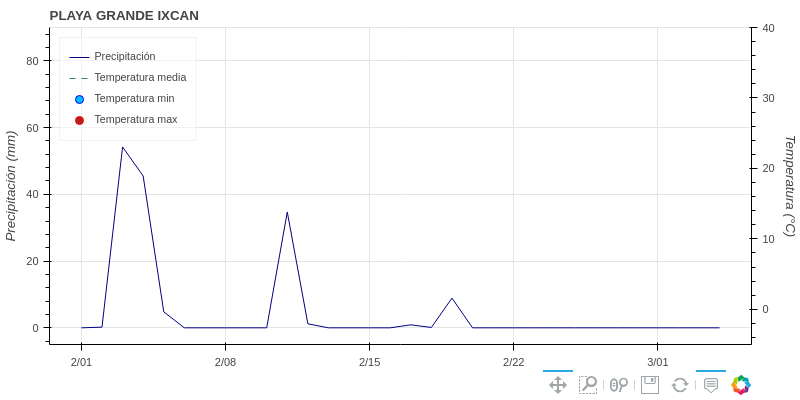 PLAYA GRANDE IXCAN
Precipitación
Temperatura media
Temperatura min
Temperatura max
Precipitación (mm)
80
60
40
20
0
Temperatura (°C)
40
30
20
10
0
2/01
2/08
2/15
2/22
3/01